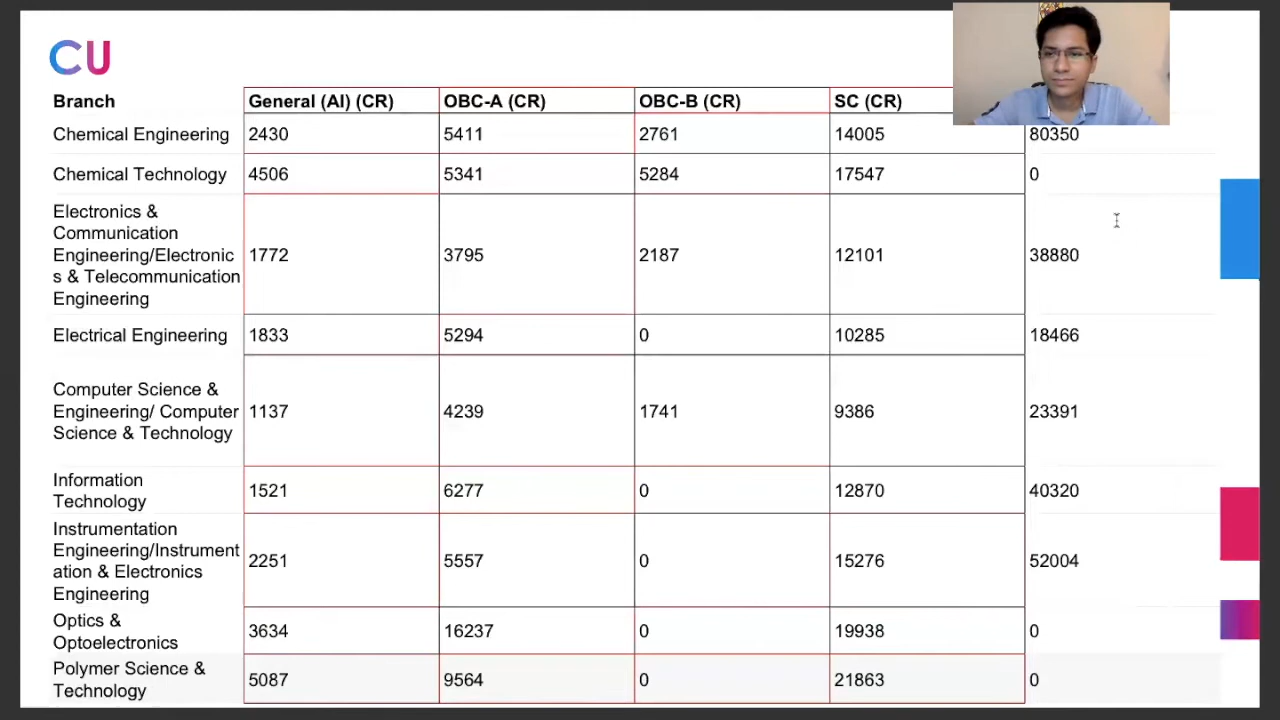 CU
Branch General (AI) (CR) OBC-A (CR) OBC-B (CR) SC (CR)
Chemical Engineering 2430 5411 2761 14005 80350
Chemical Technology 4506 5341 5284 17547 0
Electronics &
Communication
Engineering/Electronic 1772 3795 2187 12101 38880
s & Telecommunication
Engineering
Electrical Engineering 1833 5294 0 10285 18466
Computer Science &
Engineering/ Computer 1137 4239 1741 9386 23391
Science & Technology
Information
Technology 1521 6277 0 12870 40320
Instrumentation
Engineering/Instrument 2251 5557 0 15276 52004
ation & Electronics
Engineering
Optics &
Optoelectronics 3634 16237 0 19938 0
Polymer Science &
Technology 5087 9564 0 21863 0